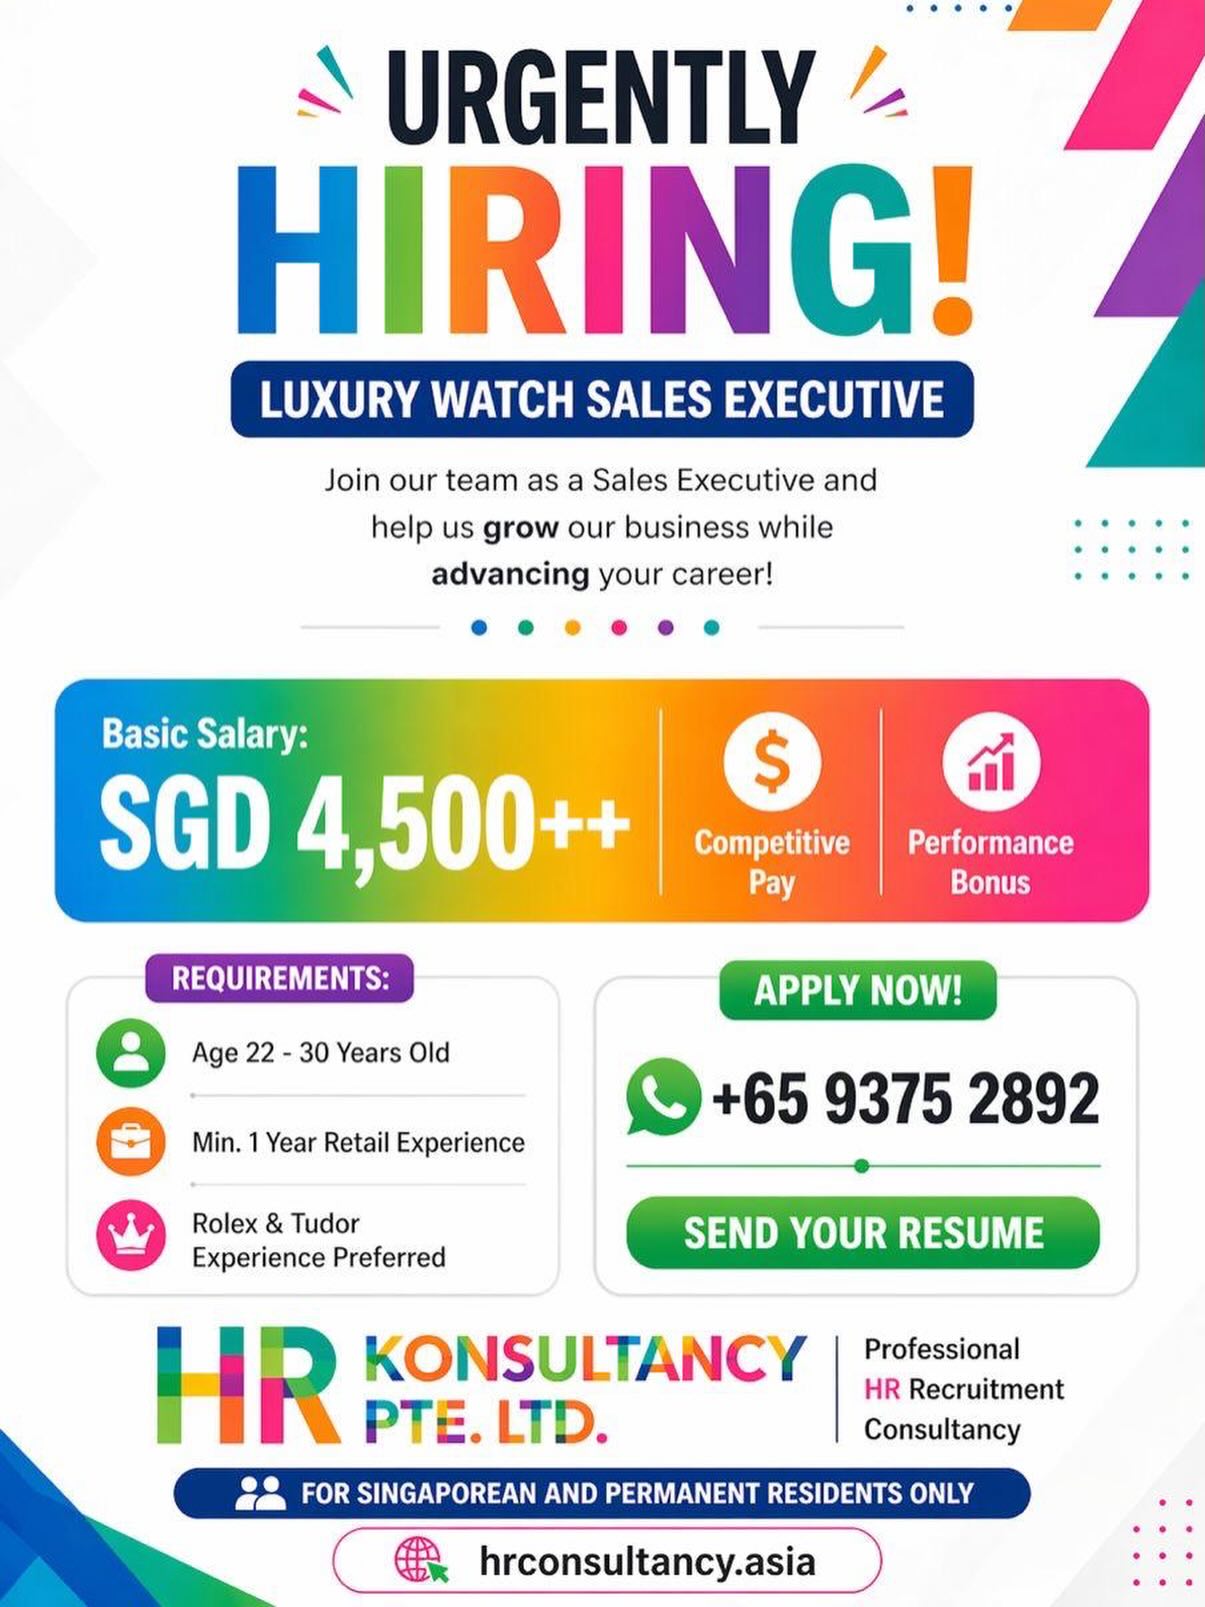 URGENTLY
HIRING!
LUXURY WATCH SALES EXECUTIVE
Join our team as a Sales Executive and
help us grow our business while
advancing your career!
Basic Salary:
SGD 4,500++
Competitive
Pay
Performance
Bonus
REQUIREMENTS:
Age 22 - 30 Years Old
Min. 1 Year Retail Experience
Rolex & Tudor
Experience Preferred
APPLY NOW!
+65 9375 2892
SEND YOUR RESUME
HR KONSULTANCY
PTE. LTD.
Professional
HR Recruitment
Consultancy
FOR SINGAPOREAN AND PERMANENT RESIDENTS ONLY
hrconsultancy.asia